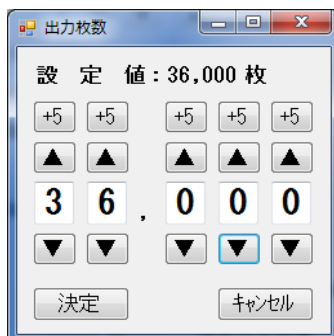 出力枚数
設 定 値：36,000 枚
+5 +5 +5 +5 +5
▲ ▲ ▲ ▲ ▲
3 6 , 0 0 0
▼ ▼ ▼ ▼ ▼
決定 キャンセル